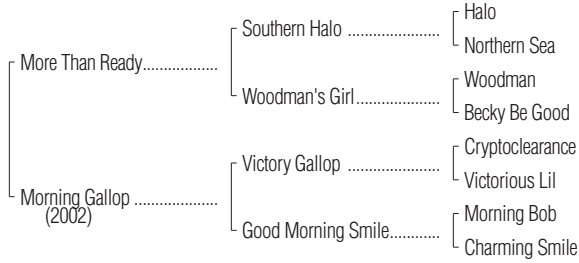 Halo
Southern Halo ..................
Northern Sea
More Than Ready..................
Woodman
Woodman's Girl..................
Becky Be Good
Cryptoclearance
Victory Gallop ..................
Victorious Lil
Morning Gallop ..................
(2002)
Morning Bob
Good Morning Smile...........
Charming Smile